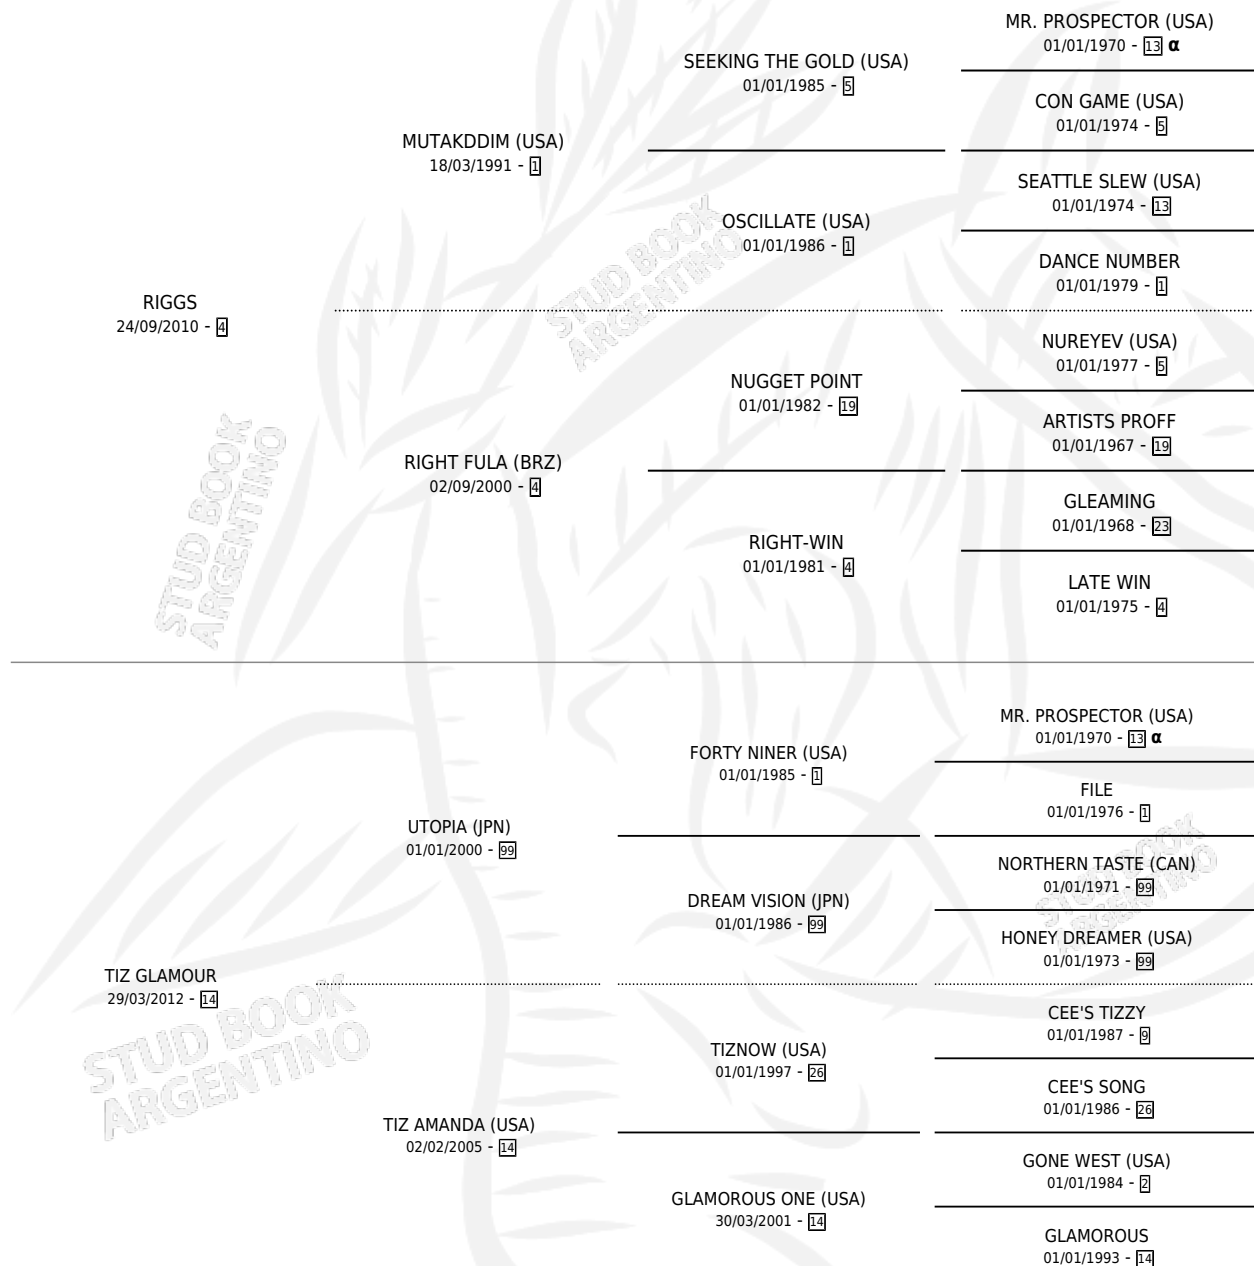 MR. PROSPECTOR (USA)
01/01/1970 - 13 α
SEEKING THE GOLD (USA)
01/01/1985 - 5
CON GAME (USA)
01/01/1974 - 5
MUTAKDDIM (USA)
18/03/1991 - 1
SEATTLE SLEW (USA)
01/01/1974 - 13
OSCILLATE (USA)
01/01/1986 - 1
DANCE NUMBER
01/01/1979 - 1
RIGGS
24/09/2010 - 4
NUREYEV (USA)
01/01/1977 - 5
NUGGET POINT
01/01/1982 - 19
ARTISTS PROFF
01/01/1967 - 19
RIGHT FULA (BRZ)
02/09/2000 - 4
GLEAMING
01/01/1968 - 23
RIGHT-WIN
01/01/1981 - 4
LATE WIN
01/01/1975 - 4
MR. PROSPECTOR (USA)
01/01/1970 - 13 α
FORTY NINER (USA)
01/01/1985 - 1
FILE
01/01/1976 - 1
UTOPIA (JPN)
01/01/2000 - 99
NORTHERN TASTE (CAN)
01/01/1971 - 99
DREAM VISION (JPN)
01/01/1986 - 99
HONEY DREAMER (USA)
01/01/1973 - 99
TIZ GLAMOUR
29/03/2012 - 14
CEE'S TIZZY
01/01/1987 - 9
TIZNOW (USA)
01/01/1997 - 26
CEE'S SONG
01/01/1986 - 26
TIZ AMANDA (USA)
02/02/2005 - 14
GONE WEST (USA)
01/01/1984 - 2
GLAMOROUS ONE (USA)
30/03/2001 - 14
GLAMOROUS
01/01/1993 - 14
STUD BOOK
ARGENTINO
STUD BOOK
ARGENTINO
STUD BOOK
ARGENTINO
STUD BOOK
ARGENTINO